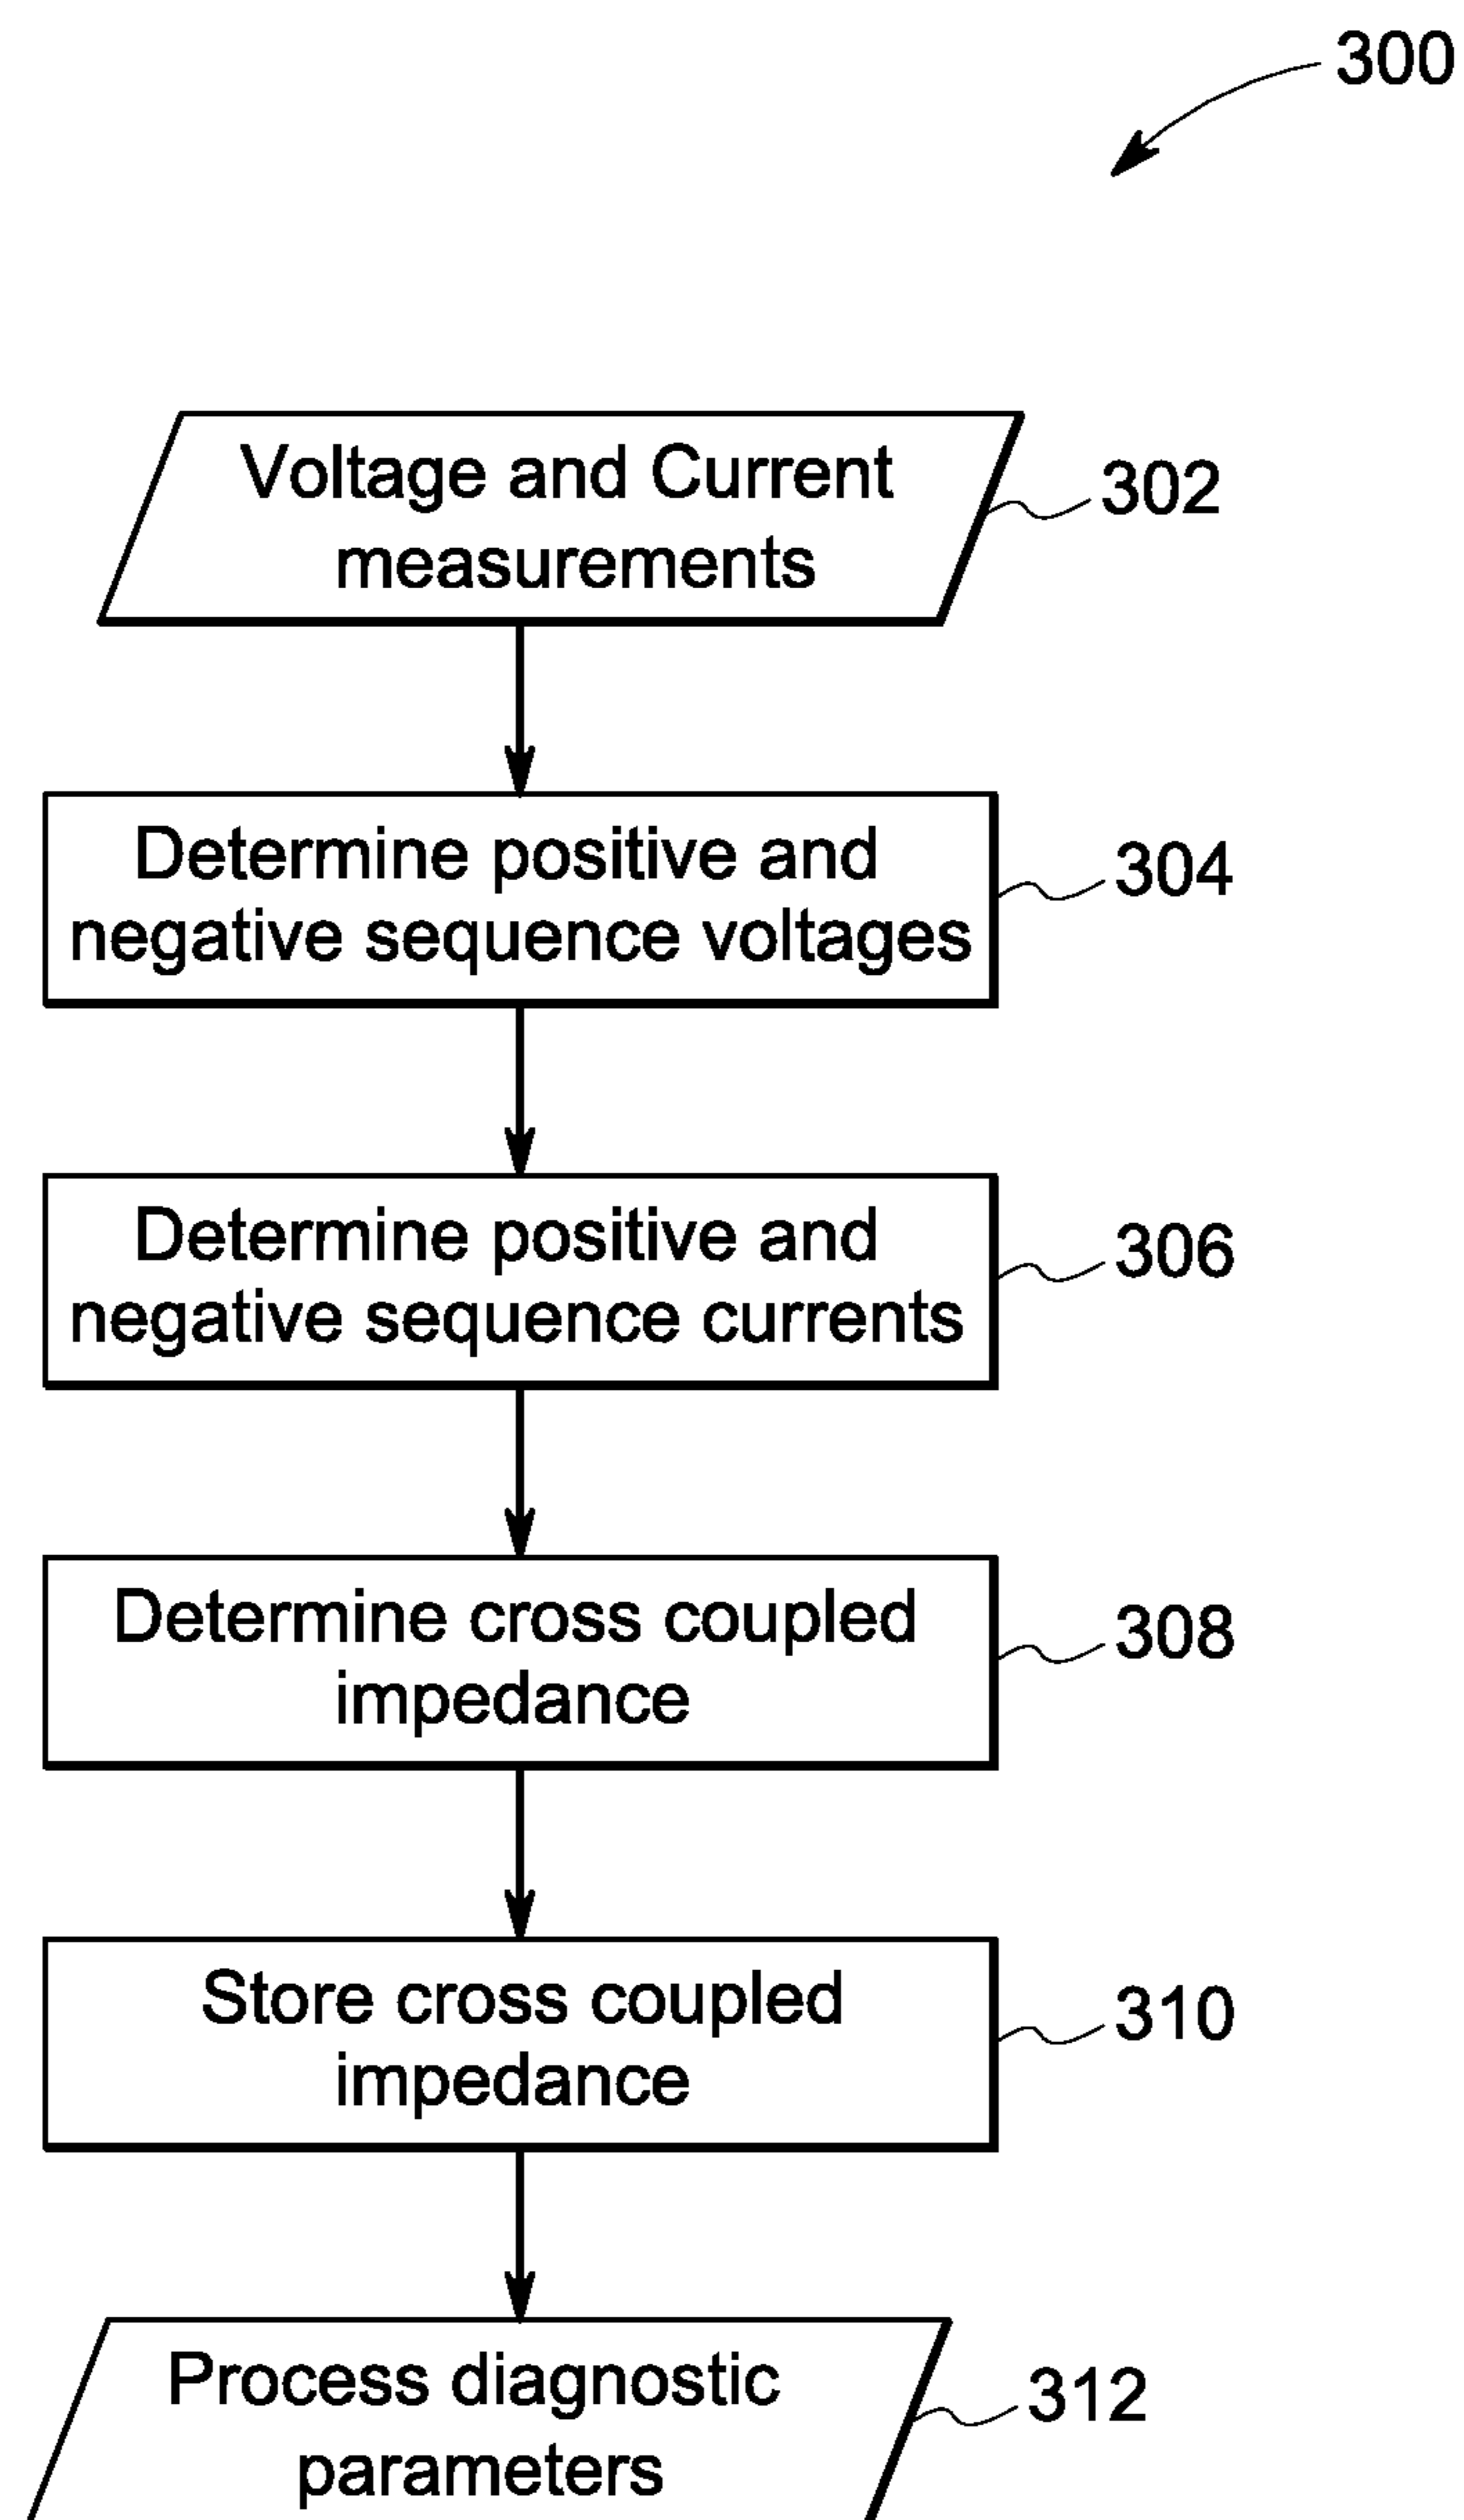 300
Voltage and Current
measurements
302
Determine positive and
negative sequence voltages
304
Determine positive and
negative sequence currents
306
Determine cross coupled
impedance
308
Store cross coupled
impedance
310
Process diagnostic
parameters
312